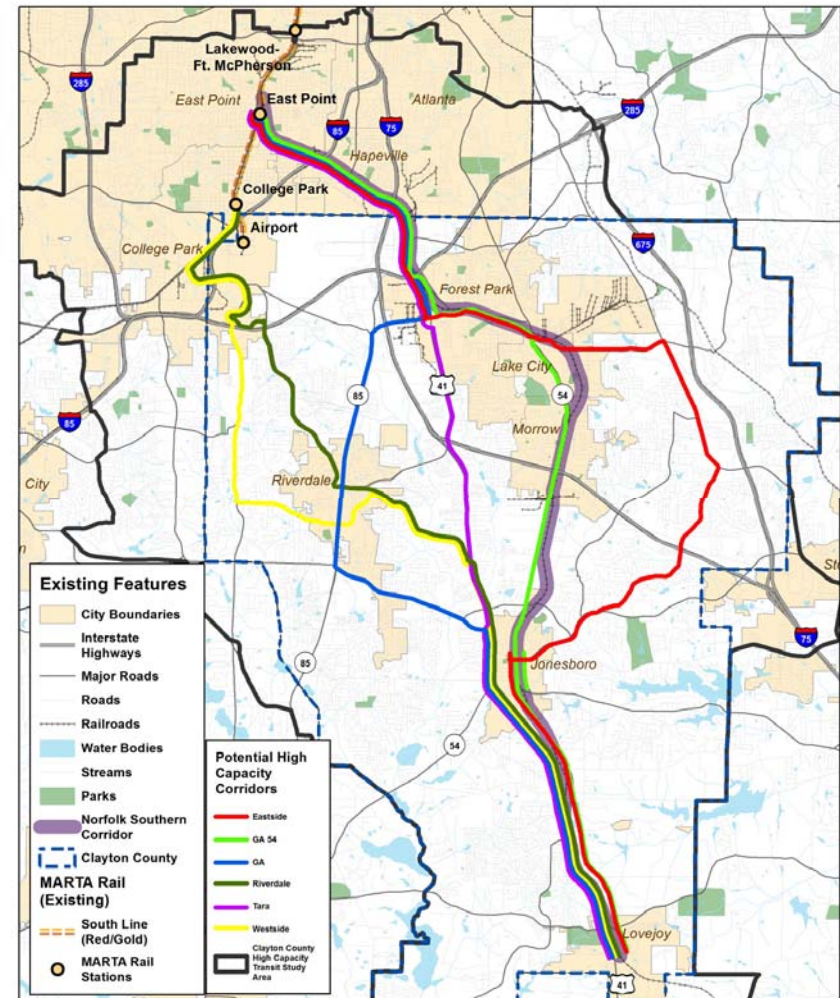 Lakewood-
Ft. McPherson
285
East Point
East Point
Atlanta
285
85
75
Hapeville
College Park
Airport
College Park
675
Forest Park
Lake City
41
85
54
Morrow
85
City
Riverdale
75
Jonesboro
85
54
Lovejoy
41
Existing Features
City Boundaries
Interstate
Highways
Major Roads
Roads
Railroads
Water Bodies
Streams
Parks
Norfolk Southern
Corridor
Clayton County
MARTA Rail
(Existing)
South Line
(Red/Gold)
MARTA Rail
Stations
Potential High
Capacity
Corridors
Eastside
GA 54
GA
Riverdale
Tara
Westside
Clayton County
High Capacity
Transit Study
Area